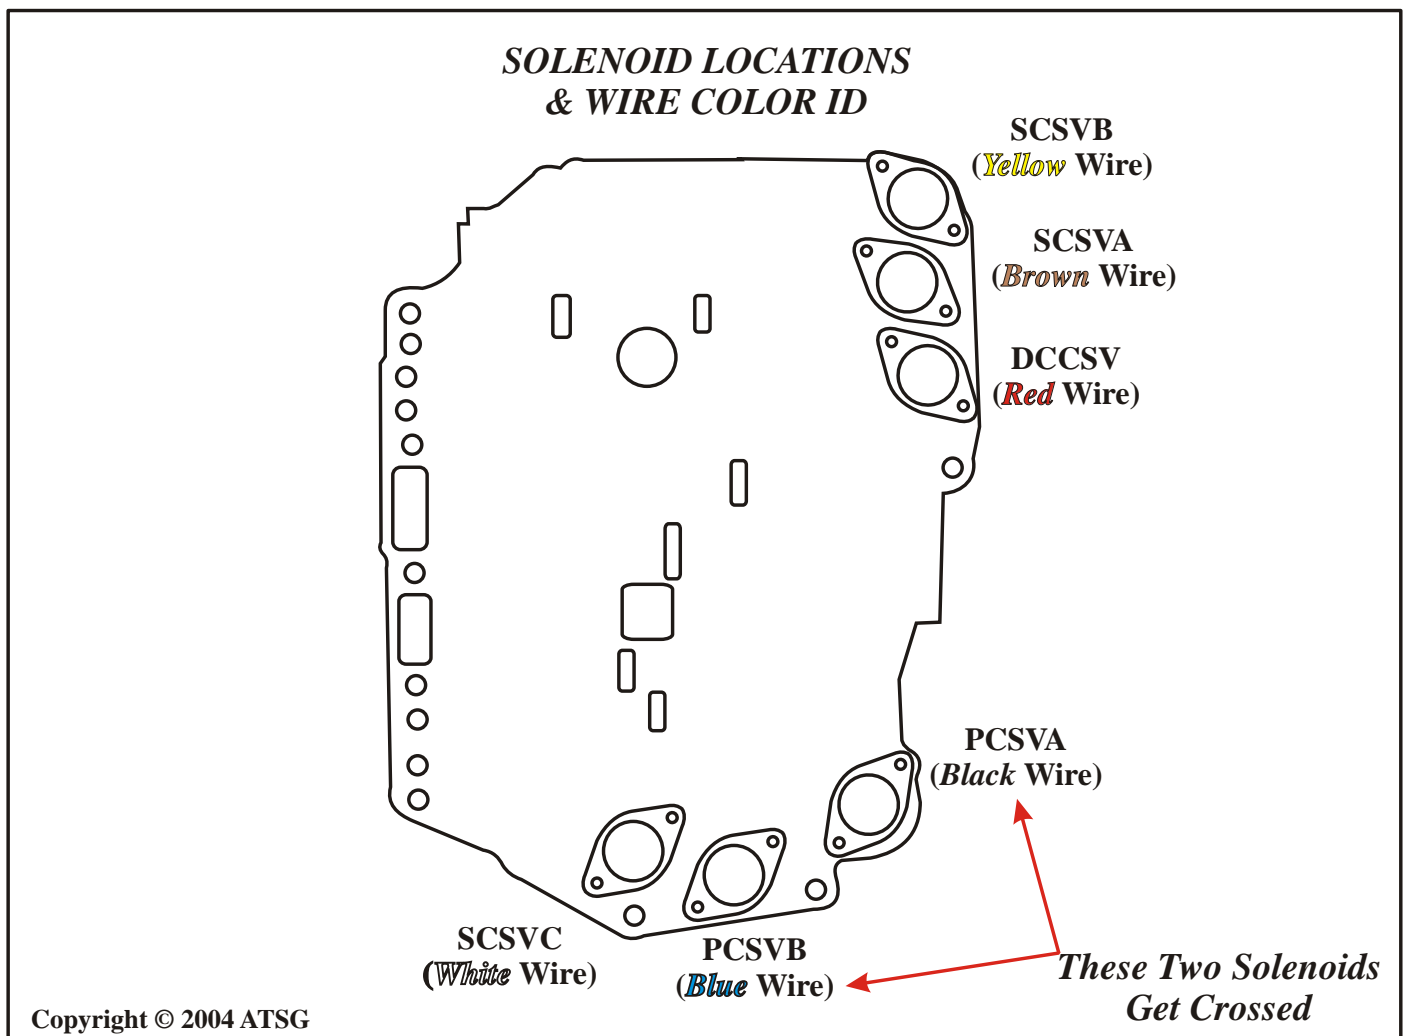 SOLENOID LOCATIONS
& WIRE COLOR ID
SCSVB
(Yellow Wire)
SCSVA
(Brown Wire)
DCCSV
(Red Wire)
PCSVA
(Black Wire)
SCSVC
(White Wire)
PCSVB
(Blue Wire)
These Two Solenoids
Get Crossed
Copyright © 2004 ATSG